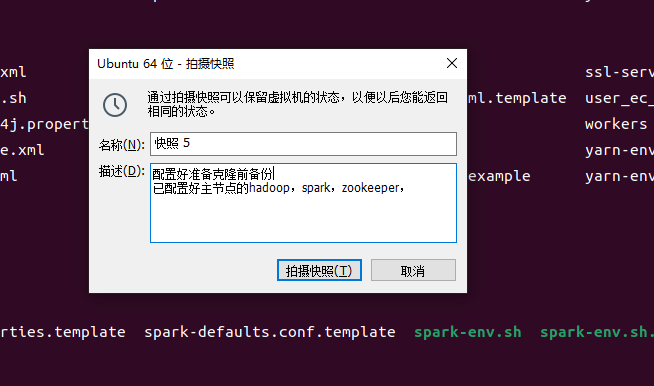 Ubuntu 64 位 - 拍摄快照
通过拍摄快照可以保留虚拟机的状态，以便以后您能返回
相同的状态。
名称(N):
快照 5
描述(D):
配置好准备克隆前备份
已配置好主节点的hadoop，spark，zookeeper，
拍摄快照(T)
取消
xml
ssl-serv
.sh
ml.template
user_ec_
4j.propert
workers
e.xml
yarn-env
ml
example
yarn-env
rties.template
spark-defaults.conf.template
spark-env.sh
spark-env.sh.